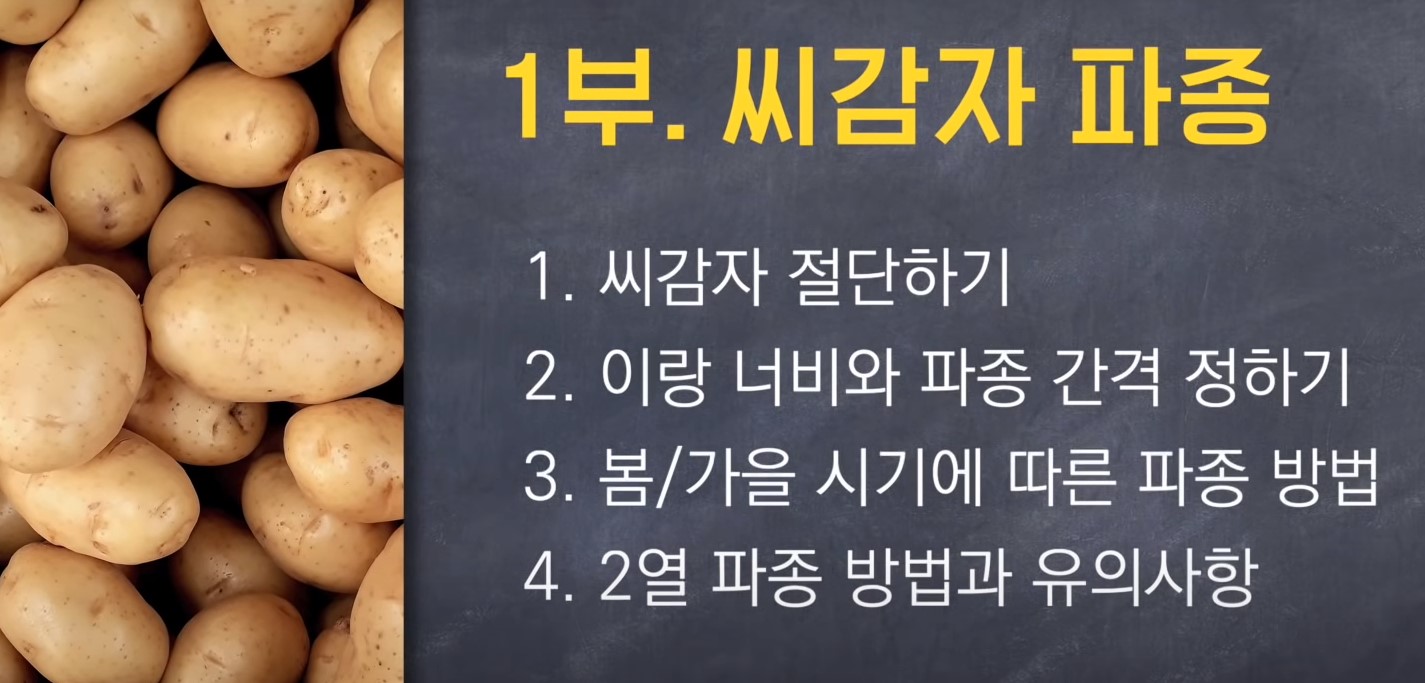 1부. 씨감자 파종
1. 씨감자 절단하기
2. 이랑 너비와 파종 간격 정하기
3. 봄/가을 시기에 따른 파종 방법
4. 2열 파종 방법과 유의사항